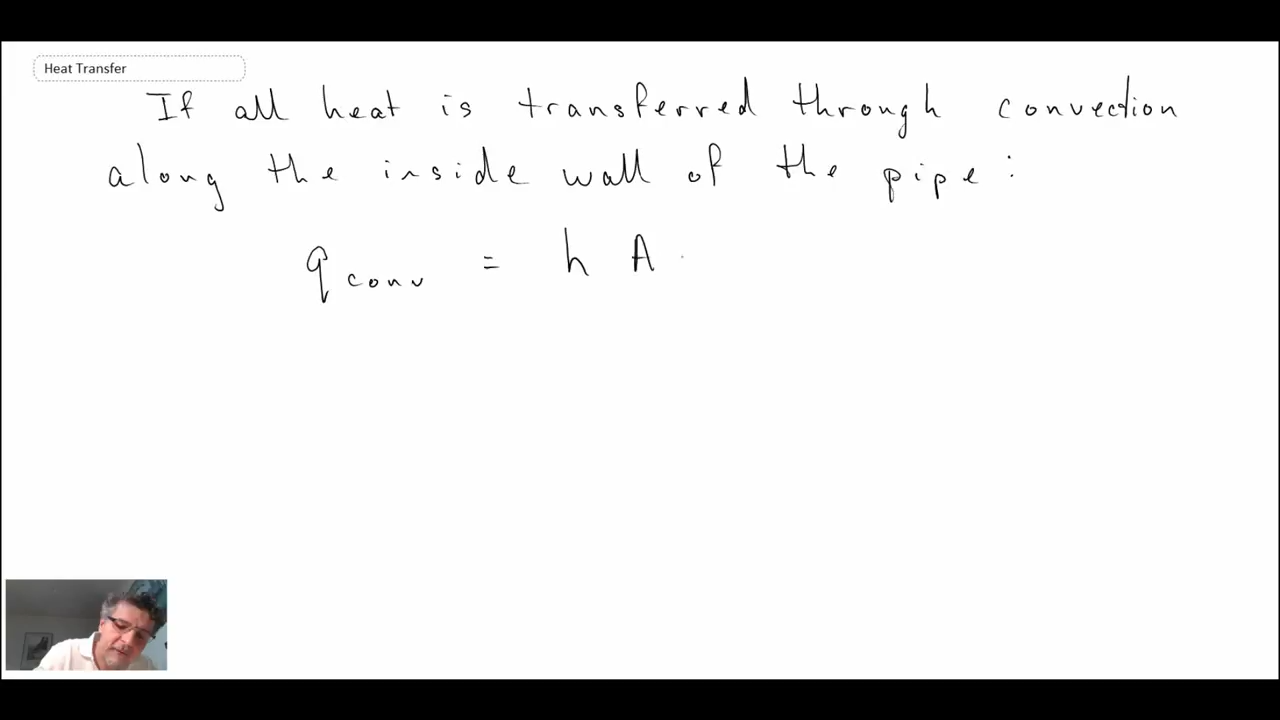 Heat Transfer
If all heat is transferred through convection
along the inside wall of the pipe :
q conv = h A